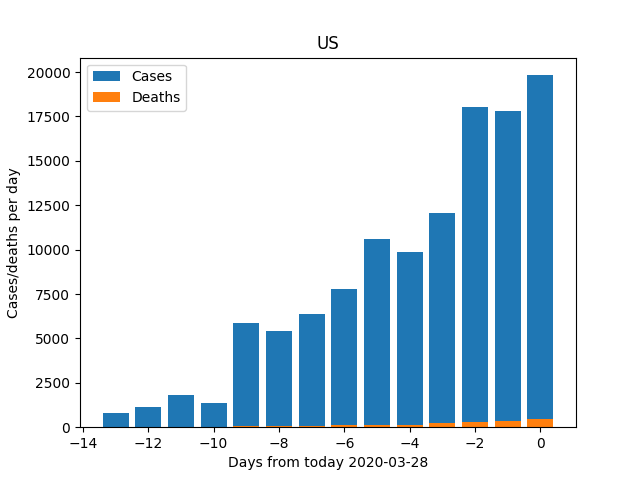 US
Cases
Deaths
20000
17500
15000
12500
10000
7500
5000
2500
0
Cases/deaths per day
−14 −12 −10 −8 −6 −4 −2 0
Days from today 2020-03-28